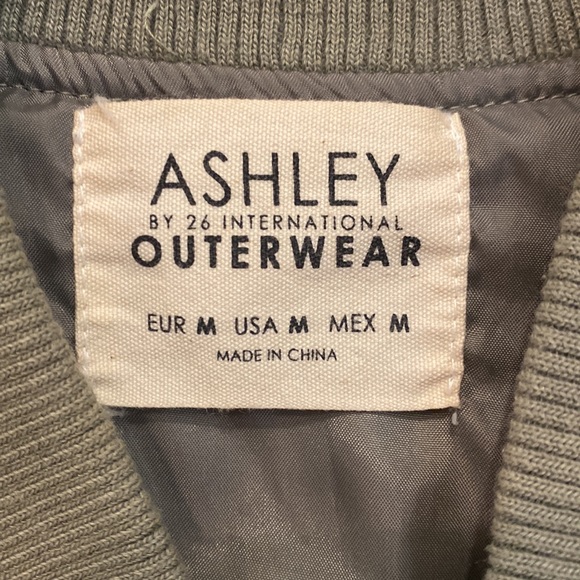 ASHLEY
BY 26 INTERNATIONAL
OUTERWEAR
EUR M USA M MEX M
MADE IN CHINA